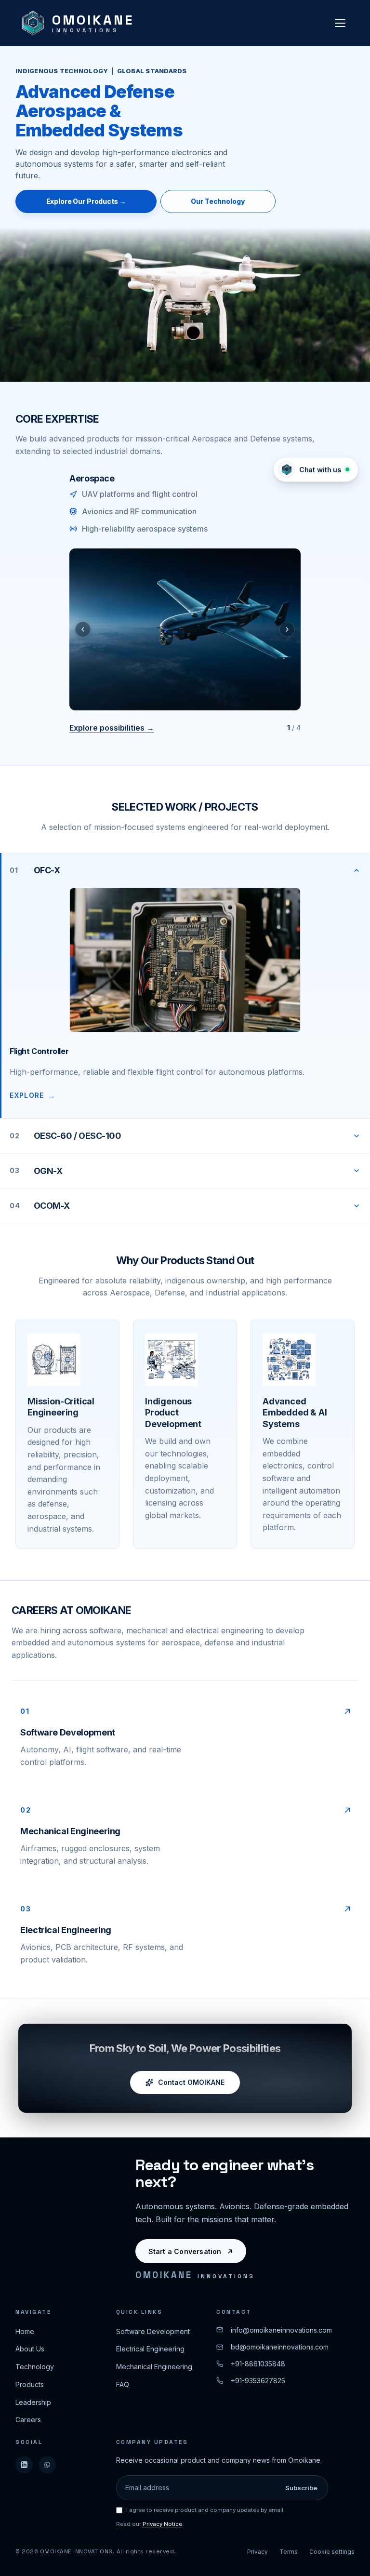 OMOIKANE
INNOVATIONS
INDIGENOUS TECHNOLOGY | GLOBAL STANDARDS
Advanced Defense
Aerospace &
Embedded Systems
We design and develop high-performance electronics and
autonomous systems for a safer, smarter and self-reliant
future.
Explore Our Products →
Our Technology
CORE EXPERTISE
We build advanced products for mission-critical Aerospace and Defense systems,
extending to selected industrial domains.
Chat with us
Aerospace
UAV platforms and flight control
Avionics and RF communication
High-reliability aerospace systems
Explore possibilities →
1 / 4
SELECTED WORK / PROJECTS
A selection of mission-focused systems engineered for real-world deployment.
01 OFC-X
Flight Controller
High-performance, reliable and flexible flight control for autonomous platforms.
EXPLORE →
02 OESC-60 / OESC-100
03 OGN-X
04 OCOM-X
Why Our Products Stand Out
Engineered for absolute reliability, indigenous ownership, and high performance
across Aerospace, Defense, and Industrial applications.
Mission-Critical
Engineering
Our products are
designed for high
reliability, precision,
and performance in
demanding
environments such
as defense,
aerospace, and
industrial systems.
Indigenous
Product
Development
We build and own
our technologies,
enabling scalable
deployment,
customization, and
licensing across
global markets.
Advanced
Embedded & AI
Systems
We combine
embedded
electronics, control
software and
intelligent automation
around the operating
requirements of each
platform.
CAREERS AT OMOIKANE
We are hiring across software, mechanical and electrical engineering to develop
embedded and autonomous systems for aerospace, defense and industrial
applications.
01
Software Development
Autonomy, AI, flight software, and real-time
control platforms.
02
Mechanical Engineering
Airframes, rugged enclosures, system
integration, and structural analysis.
03
Electrical Engineering
Avionics, PCB architecture, RF systems, and
product validation.
From Sky to Soil, We Power Possibilities
Contact OMOIKANE
Ready to engineer what's
next?
Autonomous systems. Avionics. Defense-grade embedded
tech. Built for the missions that matter.
Start a Conversation
OMOIKANE INNOVATIONS
NAVIGATE
Home
About Us
Technology
Products
Leadership
Careers
QUICK LINKS
Software Development
Electrical Engineering
Mechanical Engineering
FAQ
CONTACT
info@omoikaneinnovations.com
bd@omoikaneinnovations.com
+91-8861035848
+91-9353627825
SOCIAL
COMPANY UPDATES
Receive occasional product and company news from Omoikane.
Email address
Subscribe
I agree to receive product and company updates by email.
Read our Privacy Notice.
© 2026 OMOIKANE INNOVATIONS. All rights reserved.
Privacy
Terms
Cookie settings